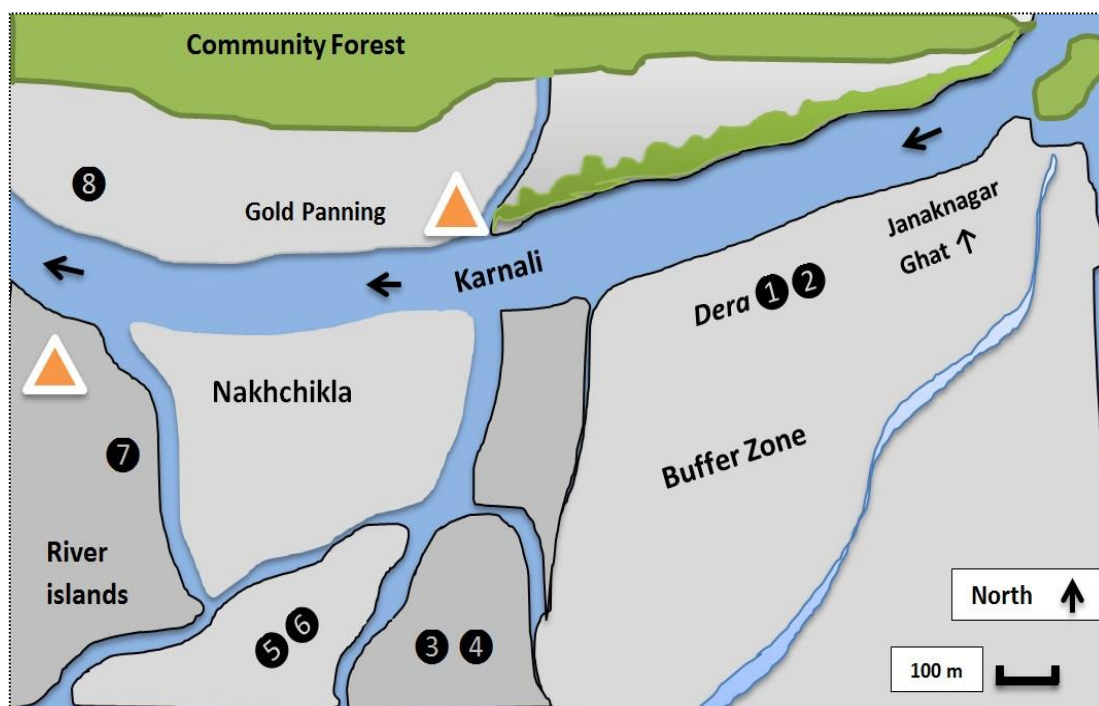 Community Forest
8
Gold Panning
Karnali
Janaknagar
Ghat ↑
Dera 1 2
Nakhchikla
Buffer Zone
7
River
islands
5 6
3 4
North
100 m